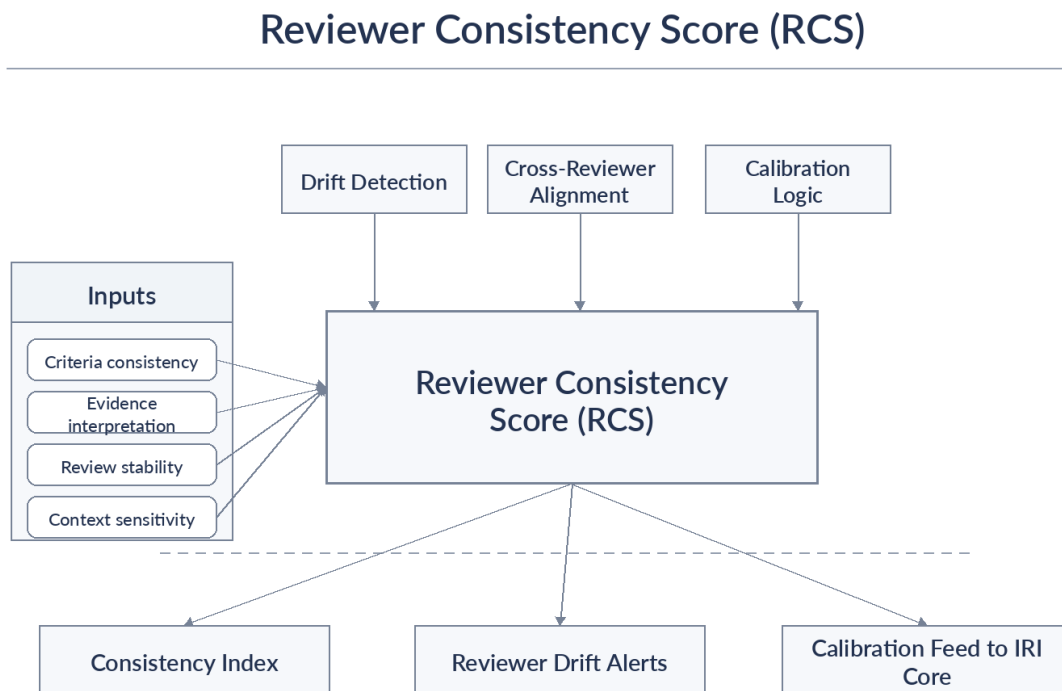 Reviewer Consistency Score (RCS)
Drift Detection
Cross-Reviewer
Alignment
Calibration
Logic
Inputs
Criteria consistency
Evidence
interpretation
Review stability
Context sensitivity
Reviewer Consistency
Score (RCS)
Consistency Index
Reviewer Drift Alerts
Calibration Feed to IRI
Core